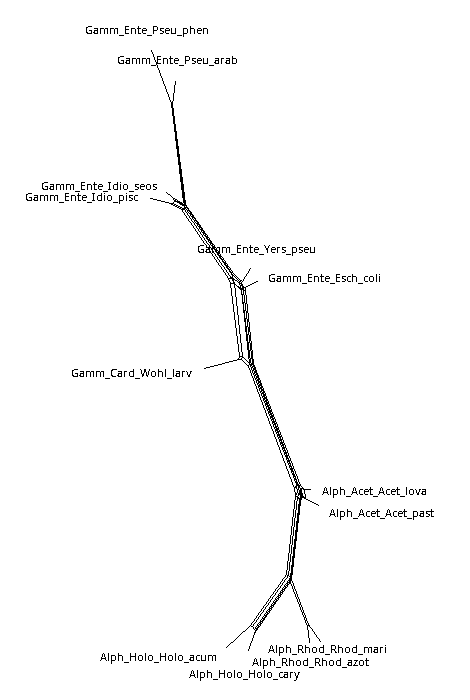 Gamm_Ente_Pseu_phen
Gamm_Ente_Pseu_arab
Gamm_Ente_Idio_seos
Gamm_Ente_Idio_pisc
Gamm_Ente_Yers_pseu
Gamm_Ente_Esch_coli
Gamm_Card_Wohl_larv
Alph_Acet_Acet_lova
Alph_Acet_Acet_past
Alph_Rhod_Rhod_mari
Alph_Holo_Holo_acum
Alph_Rhod_Rhod_azot
Alph_Holo_Holo_cary